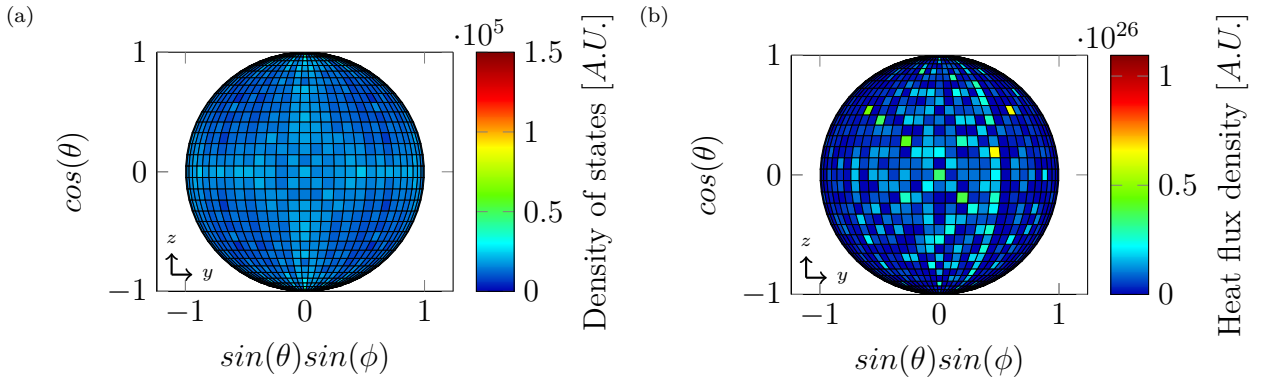 (a)
·10^5
1
0
−1
cos(θ)
−1
0
1
sin(θ)sin(ϕ)
z
y
1.5
1
0.5
0
Density of states [A.U.]
(b)
·10^26
1
0
−1
cos(θ)
−1
0
1
sin(θ)sin(ϕ)
z
y
1
0.5
0
Heat flux density [A.U.]